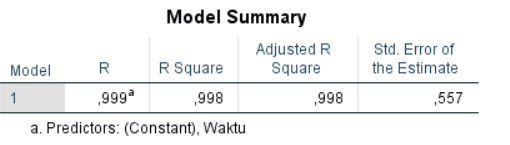 Model Summary
Adjusted R Std. Error of
Model R R Square Square the Estimate
1 ,999a ,998 ,998 ,557
a. Predictors: (Constant), Waktu